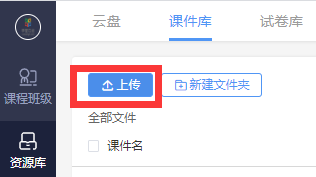 云盘 课件库 试卷库
上传 新建文件夹
课程班级
全部文件
课件名
资源库